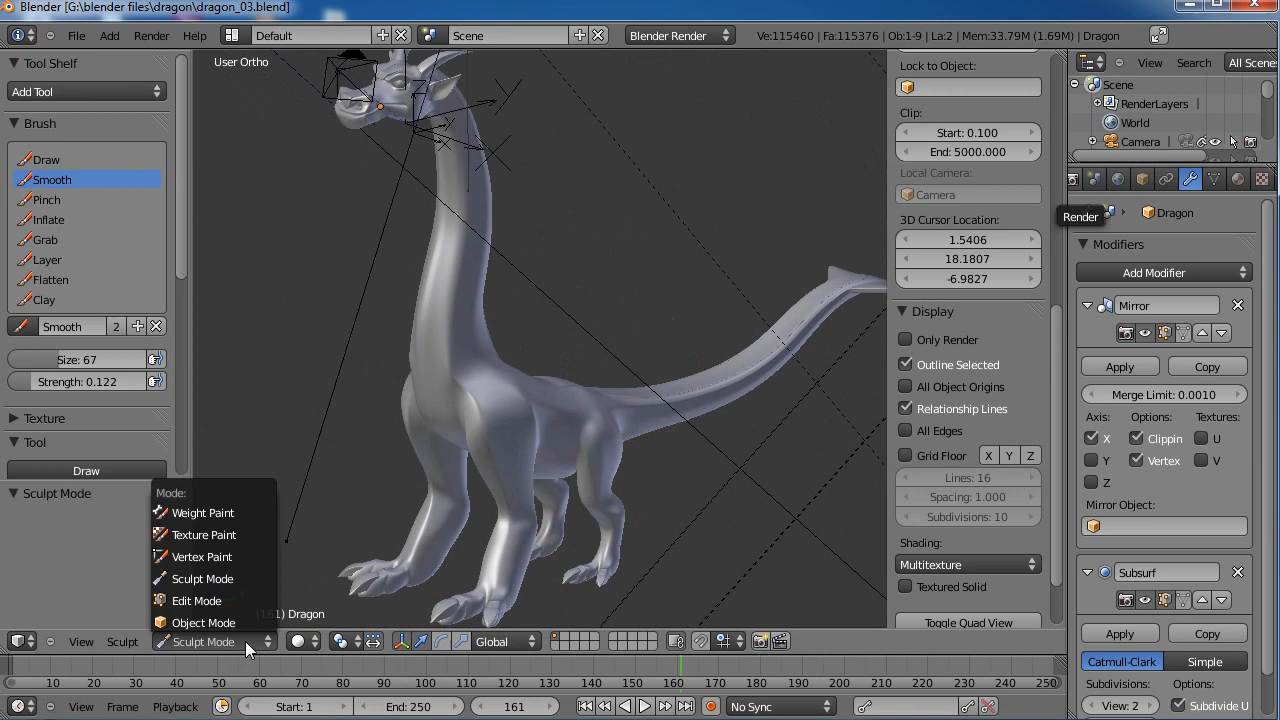 Blender [G:\blender files\dragon\dragon_03.blend]
File Add Render Help Default Scene Blender Render Ve:115460 | Fa:115376 | Ob:1-9 | La:2 | Mem:33.79M (1.69M) | Dragon
Tool Shelf
Add Tool
Brush
Draw
Smooth
Pinch
Inflate
Grab
Layer
Flatten
Clay
Smooth 2
Size: 67
Strength: 0.122
Texture
Tool
Draw
Sculpt Mode
User Ortho
Mode:
Weight Paint
Texture Paint
Vertex Paint
Sculpt Mode
Edit Mode
Object Mode
Dragon
Y
X
Lock to Object:
Clip:
Start: 0.100
End: 5000.000
Local Camera:
Camera
3D Cursor Location:
1.5406
18.1807
-6.9827
Display
Only Render
Outline Selected
All Object Origins
Relationship Lines
All Edges
Grid Floor X Y Z
Lines: 16
Spacing: 1.000
Subdivisions: 10
Shading:
Multitexture
Textured Solid
Toggle Quad View
View Search All Scene
Scene
RenderLayers
World
Camera
Render
Dragon
Modifiers
Add Modifier
Mirror
Apply Copy
Merge Limit: 0.0010
Axis: Options: Textures:
X Clippin U
Y Vertex V
Z
Mirror Object:
Subsurf
Apply Copy
Catmull-Clark Simple
Subdivisions: Options:
View: 2 Subdivide U
View Sculpt Sculpt Mode Global
0 10 20 30 40 50 60 70 80 90 100 110 120 130 140 150 160 170 180 190 200 210 220 230 240 250
View Frame Playback Start: 1 End: 250 161 No Sync